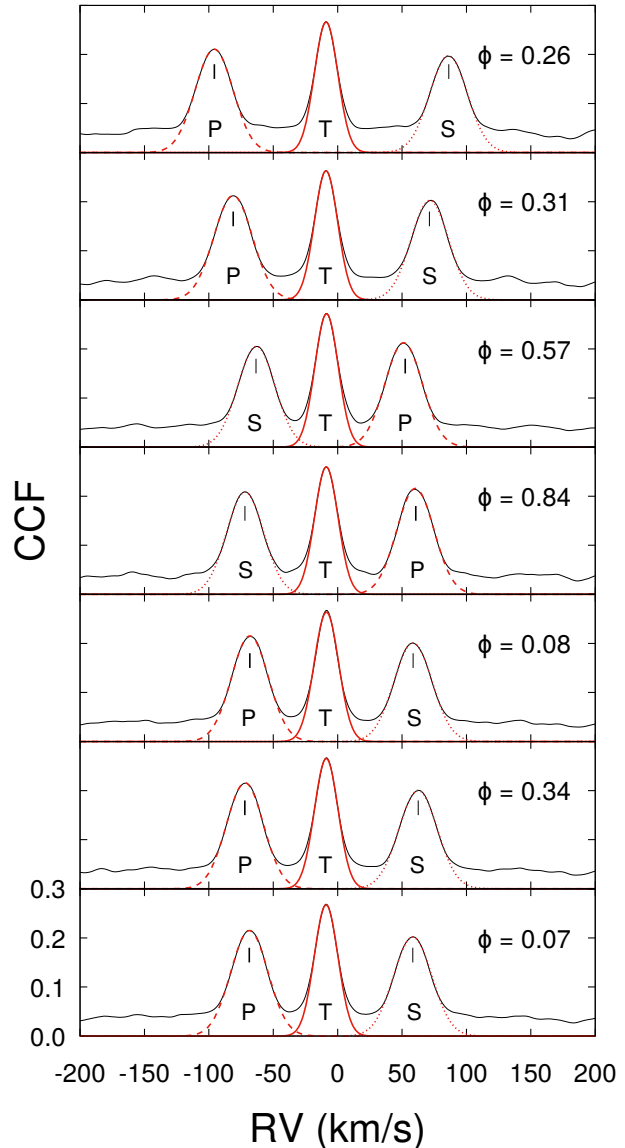 ϕ = 0.26
P T S
ϕ = 0.31
P T S
ϕ = 0.57
S T P
CCF
ϕ = 0.84
S T P
ϕ = 0.08
P T S
ϕ = 0.34
P T S
0.3
ϕ = 0.07
0.2
0.1
P T S
0.0
-200 -150 -100 -50 0 50 100 150 200
RV (km/s)